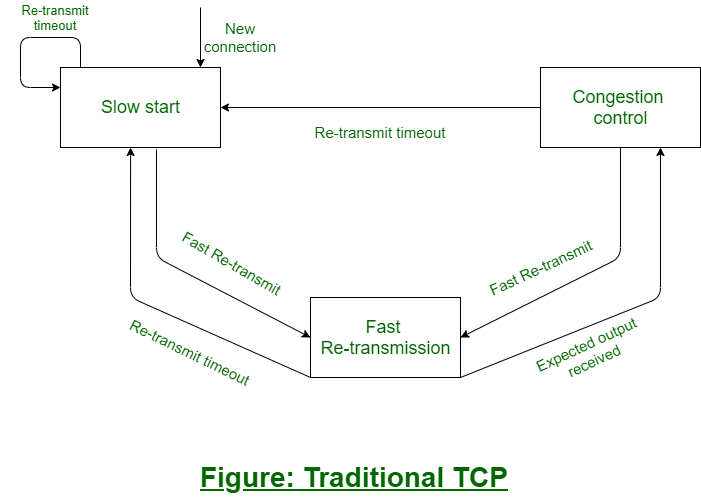 Re-transmit
timeout
New
connection
Slow start
Congestion
control
Re-transmit timeout
Fast Re-transmit
Fast Re-transmit
Fast
Re-transmission
Re-transmit timeout
Expected output
received
Figure: Traditional TCP